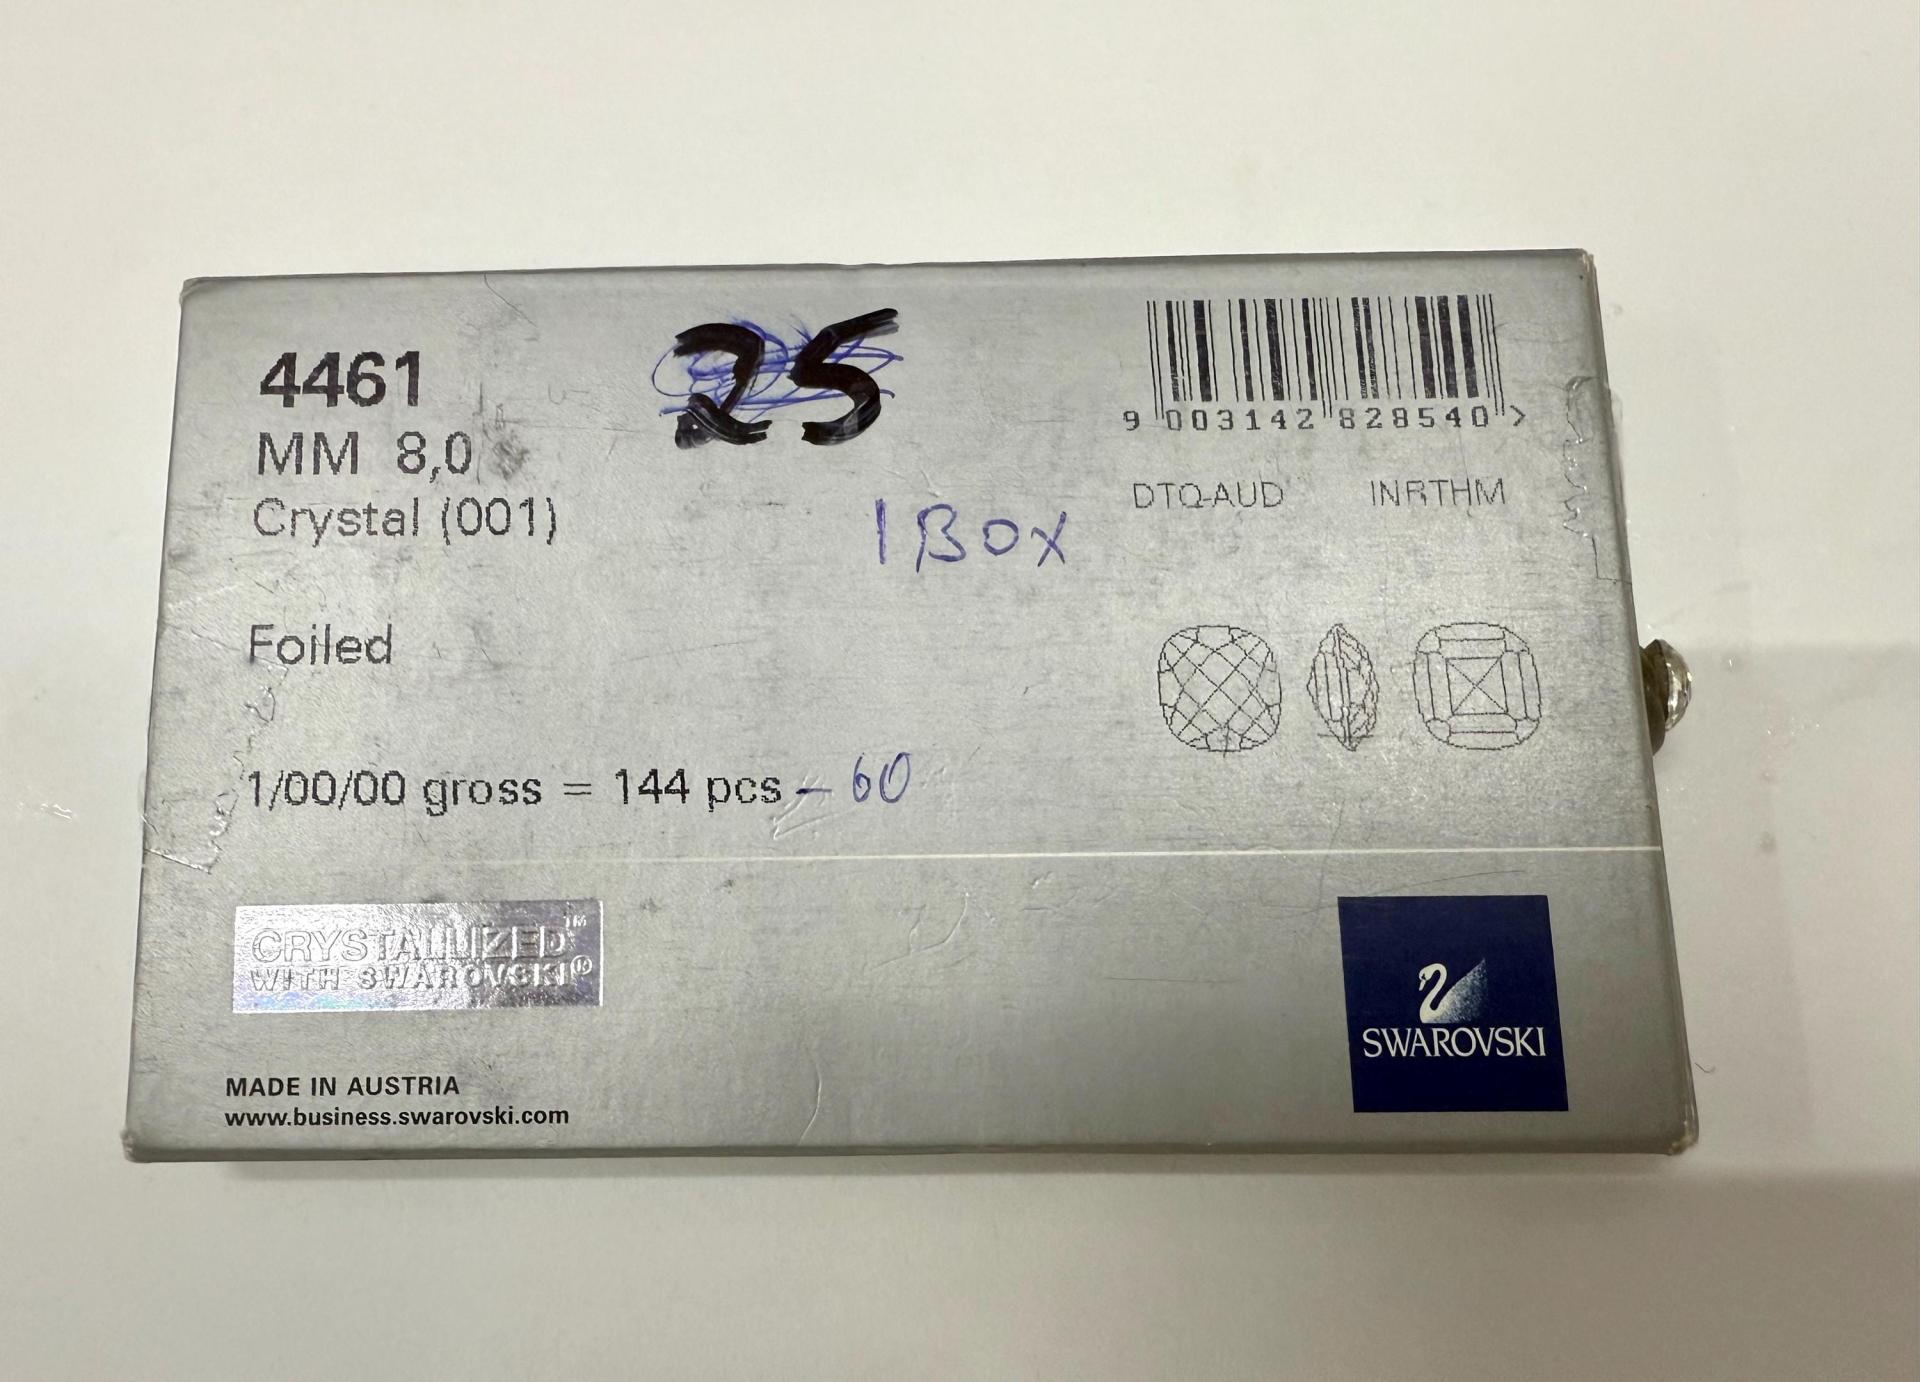 4461
MM 8,0
Crystal (001)
Foiled
1/00/00 gross = 144 pcs – 60
25
1 BOX
9 003142 828540 >
DTQ-AUD INRTHM
CRYSTALLIZED™
WITH SWAROVSKI®
MADE IN AUSTRIA
www.business.swarovski.com
SWAROVSKI